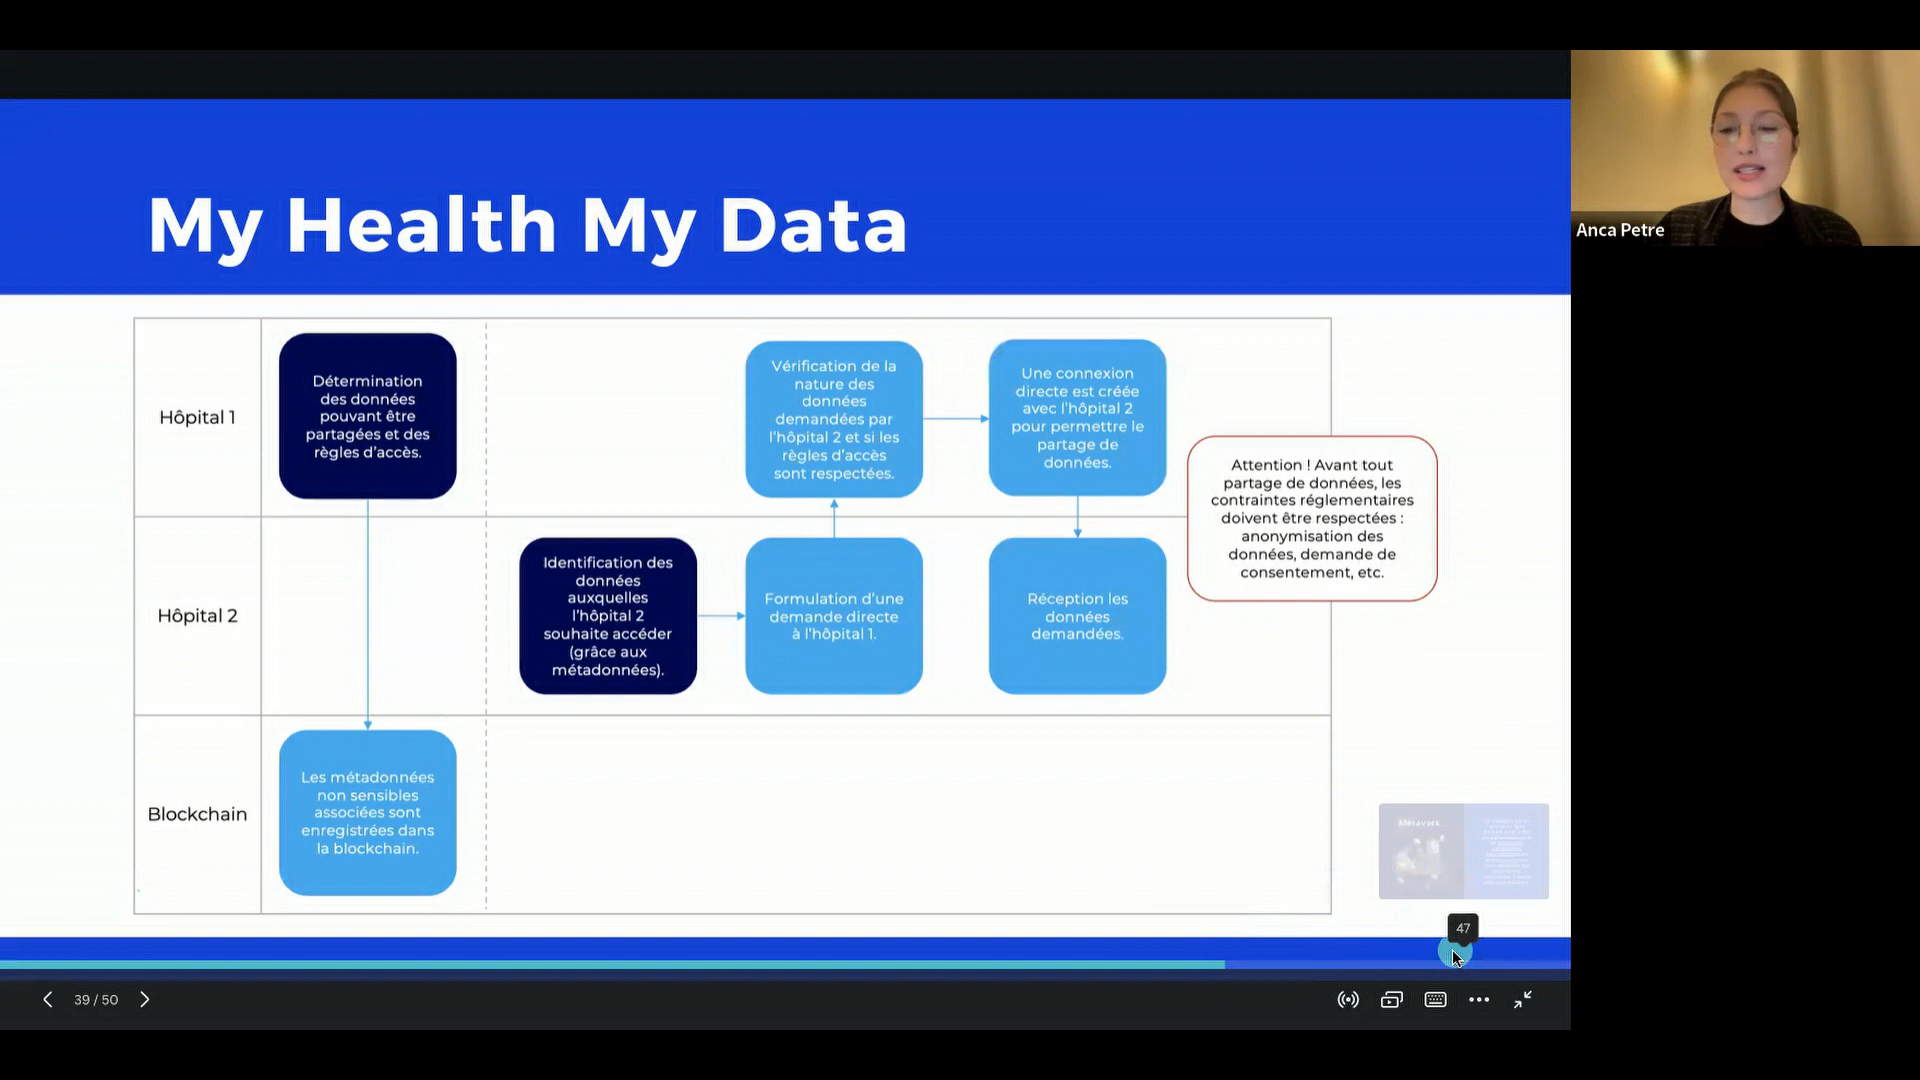 My Health My Data
Anca Petre
Hôpital 1
Détermination
des données
pouvant être
partagées et des
règles d'accès.
Vérification de la
nature des
données
demandées par
l'hôpital 2 et si les
règles d'accès
sont respectées.
Une connexion
directe est créée
avec l'hôpital 2
pour permettre le
partage de
données.
Attention ! Avant tout
partage de données, les
contraintes réglementaires
doivent être respectées :
anonymisation des
données, demande de
consentement, etc.
Hôpital 2
Identification des
données
auxquelles
l'hôpital 2
souhaite accéder
(grâce aux
métadonnées).
Formulation d'une
demande directe
à l'hôpital 1.
Réception les
données
demandées.
Blockchain
Les métadonnées
non sensibles
associées sont
enregistrées dans
la blockchain.
47
39 / 50